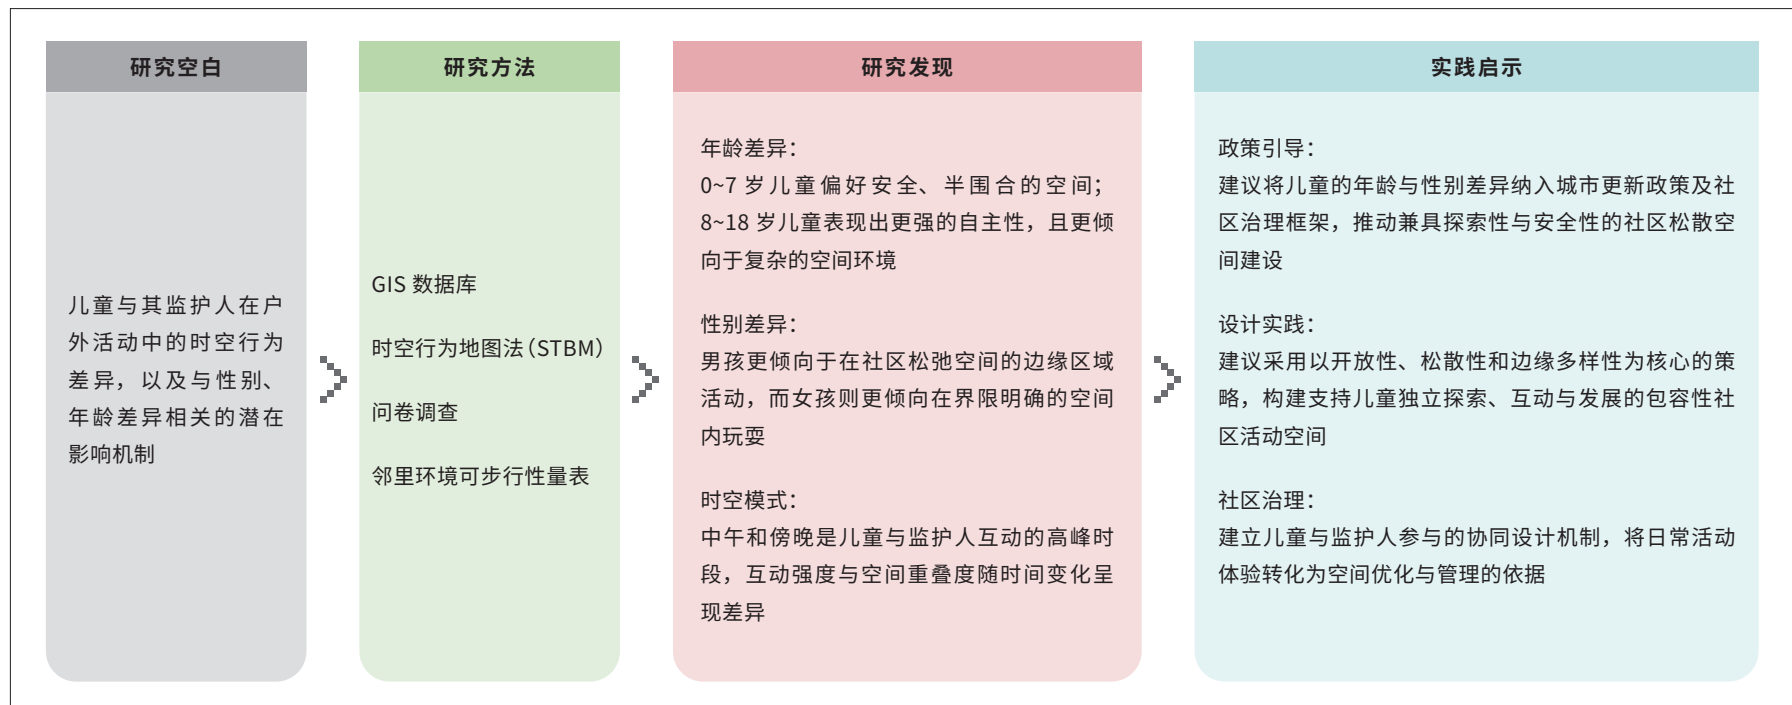 研究空白
儿童与其监护人在户
外活动中的时空行为
差异，以及与性别、
年龄差异相关的潜在
影响机制
研究方法
GIS 数据库
时空行为地图法（STBM）
问卷调查
邻里环境可步行性量表
研究发现
年龄差异：
0~7 岁儿童偏好安全、半围合的空间；
8~18 岁儿童表现出更强的自主性，且更倾
向于复杂的空间环境
性别差异：
男孩更倾向于在社区松弛空间的边缘区域
活动，而女孩则更倾向在界限明确的空间
内玩耍
时空模式：
中午和傍晚是儿童与监护人互动的高峰时
段，互动强度与空间重叠度随时间变化呈
现差异
实践启示
政策引导：
建议将儿童的年龄与性别差异纳入城市更新政策及社
区治理框架，推动兼具探索性与安全性的社区松散空
间建设
设计实践：
建议采用以开放性、松散性和边缘多样性为核心的策
略，构建支持儿童独立探索、互动与发展的包容性社
区活动空间
社区治理：
建立儿童与监护人参与的协同设计机制，将日常活动
体验转化为空间优化与管理的依据